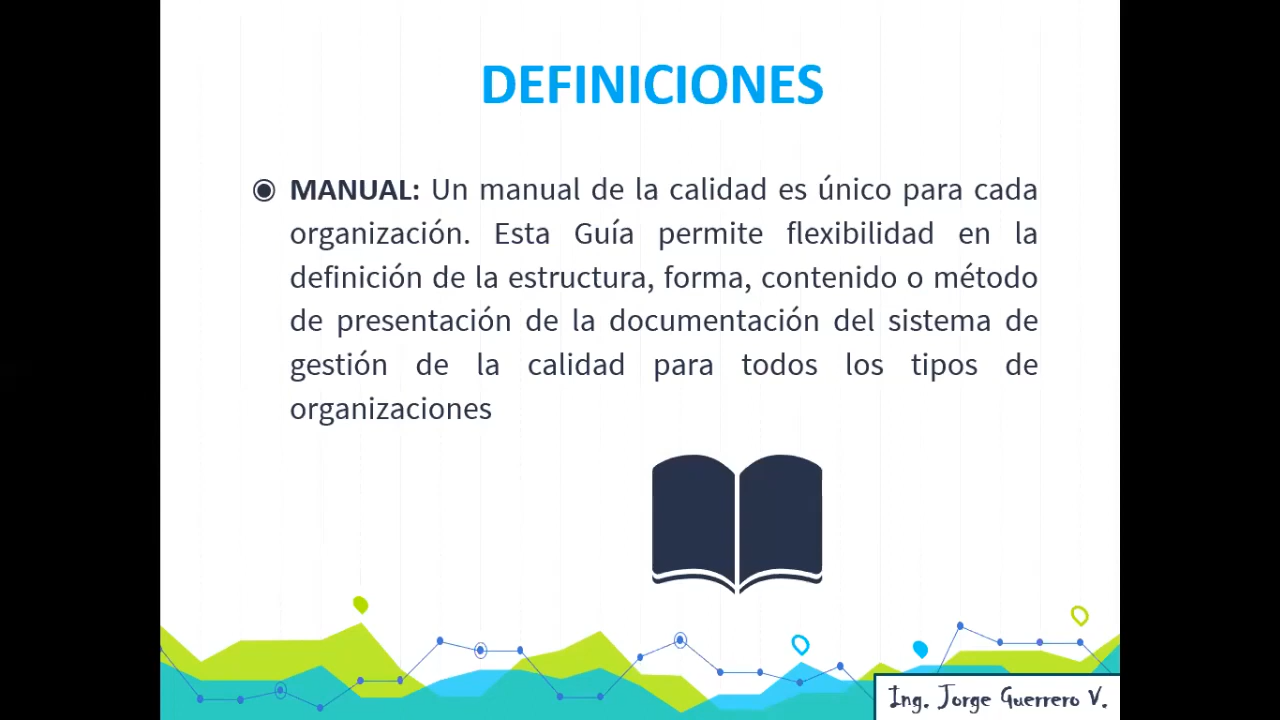 DEFINICIONES
MANUAL: Un manual de la calidad es único para cada
organización. Esta Guía permite flexibilidad en la
definición de la estructura, forma, contenido o método
de presentación de la documentación del sistema de
gestión de la calidad para todos los tipos de
organizaciones
Ing. Jorge Guerrero V.